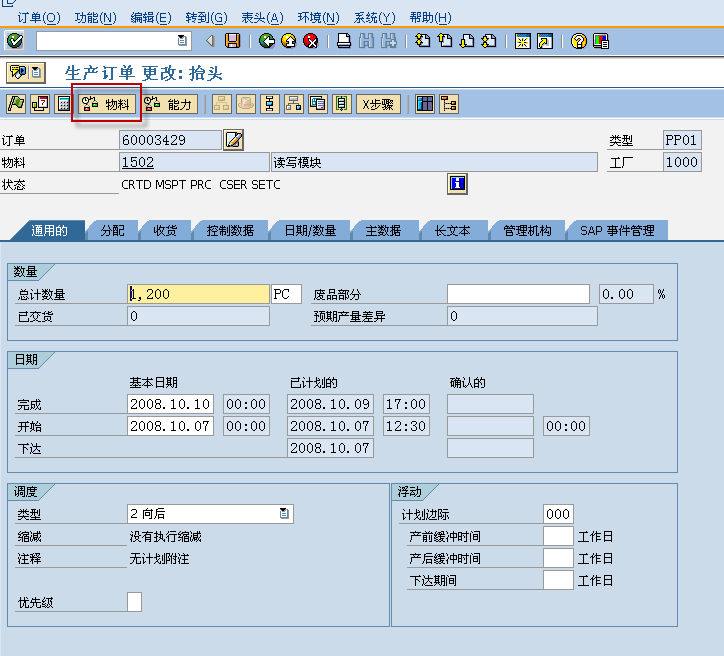 订单(O) 功能(N) 编辑(E) 转到(G) 表头(A) 环境(N) 系统(Y) 帮助(H)
生产订单 更改: 抬头
物料 能力 X步骤
订单 60003429 类型 PP01
物料 1502 读写模块 工厂 1000
状态 CRTD MSPT PRC CSER SETC
通用的 分配 收货 控制数据 日期/数量 主数据 长文本 管理机构 SAP 事件管理
数量
总计数量 1,200 PC 废品部分 0.00 %
已交货 0 预期产量差异 0
日期
基本日期 已计划的 确认的
完成 2008.10.10 00:00 2008.10.09 17:00
开始 2008.10.07 00:00 2008.10.07 12:30 00:00
下达 2008.10.07
调度 浮动
类型 2 向后 计划边际 000
缩减 没有执行缩减 产前缓冲时间 工作日
注释 无计划附注 产后缓冲时间 工作日
下达期间 工作日
优先级